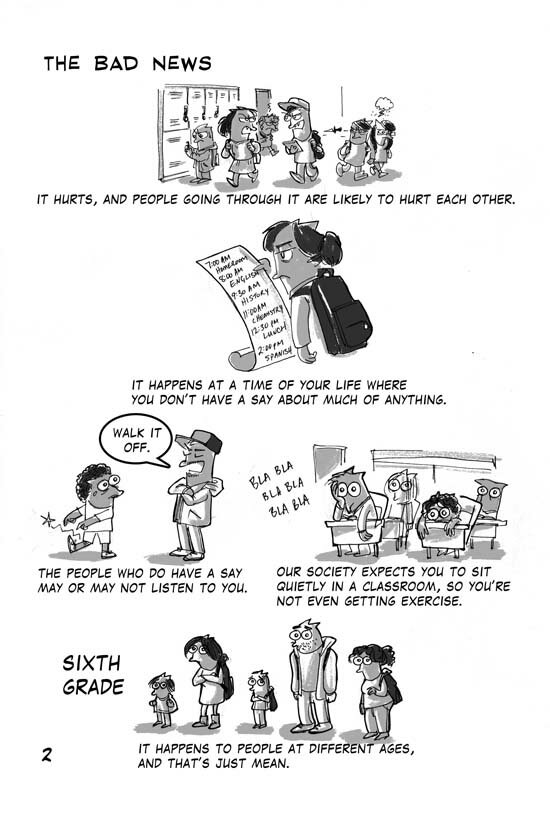 THE BAD NEWS
IT HURTS, AND PEOPLE GOING THROUGH IT ARE LIKELY TO HURT EACH OTHER.
7:00 AM
HOMEROOM
8:00 AM
ENGLISH
9:30 AM
HISTORY
11:00AM
CHEMISTRY
12:30 PM
LUNCH
2:00 PM
SPANISH
IT HAPPENS AT A TIME OF YOUR LIFE WHERE
YOU DON'T HAVE A SAY ABOUT MUCH OF ANYTHING.
WALK IT
OFF.
THE PEOPLE WHO DO HAVE A SAY
MAY OR MAY NOT LISTEN TO YOU.
BLA BLA
BLA BLA
BLA BLA
OUR SOCIETY EXPECTS YOU TO SIT
QUIETLY IN A CLASSROOM, SO YOU'RE
NOT EVEN GETTING EXERCISE.
SIXTH
GRADE
IT HAPPENS TO PEOPLE AT DIFFERENT AGES,
AND THAT'S JUST MEAN.
2